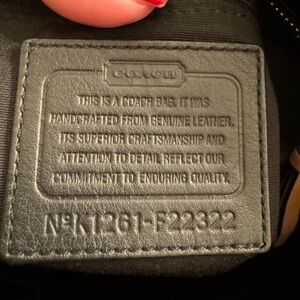 COACH
THIS IS A COACH BAG. IT WAS
HANDCRAFTED FROM GENUINE LEATHER.
ITS SUPERIOR CRAFTSMANSHIP AND
ATTENTION TO DETAIL REFLECT OUR
COMMITMENT TO ENDURING QUALITY.
NºK1261-F22322